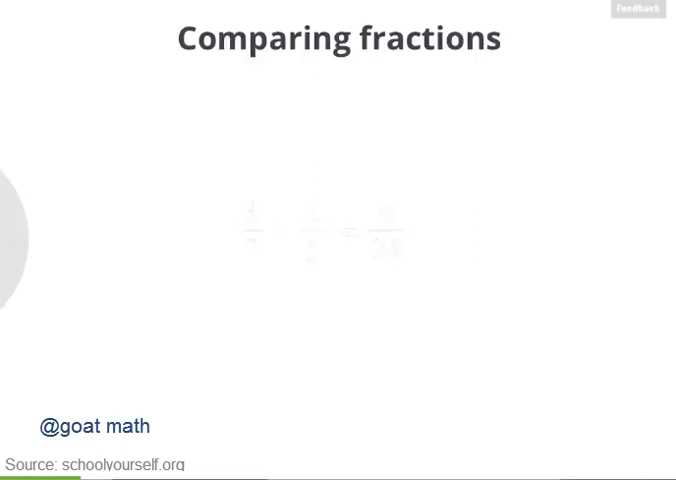 Feedback
Comparing fractions
@goat math
Source: schoolyourself.org